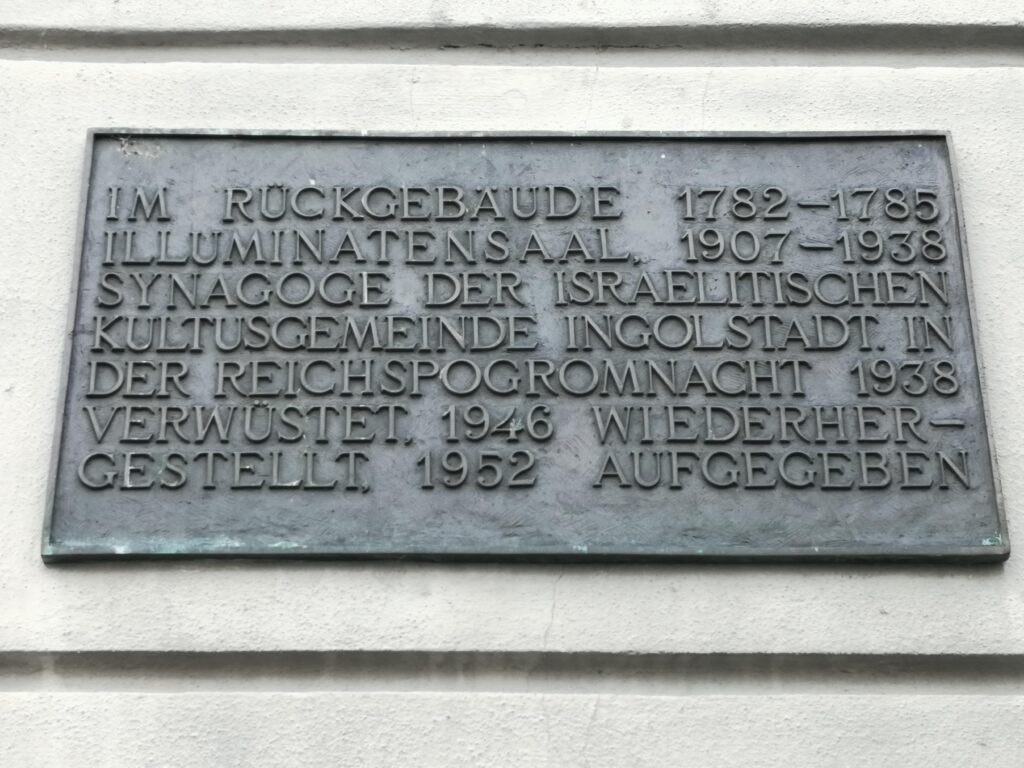 IM RÜCKGEBÄUDE 1782–1785
ILLUMINATENSAAL, 1907–1938
SYNAGOGE DER ISRAELITISCHEN
KULTUSGEMEINDE INGOLSTADT. IN
DER REICHSPOGROMNACHT 1938
VERWÜSTET, 1946 WIEDERHER-
GESTELLT, 1952 AUFGEGEBEN